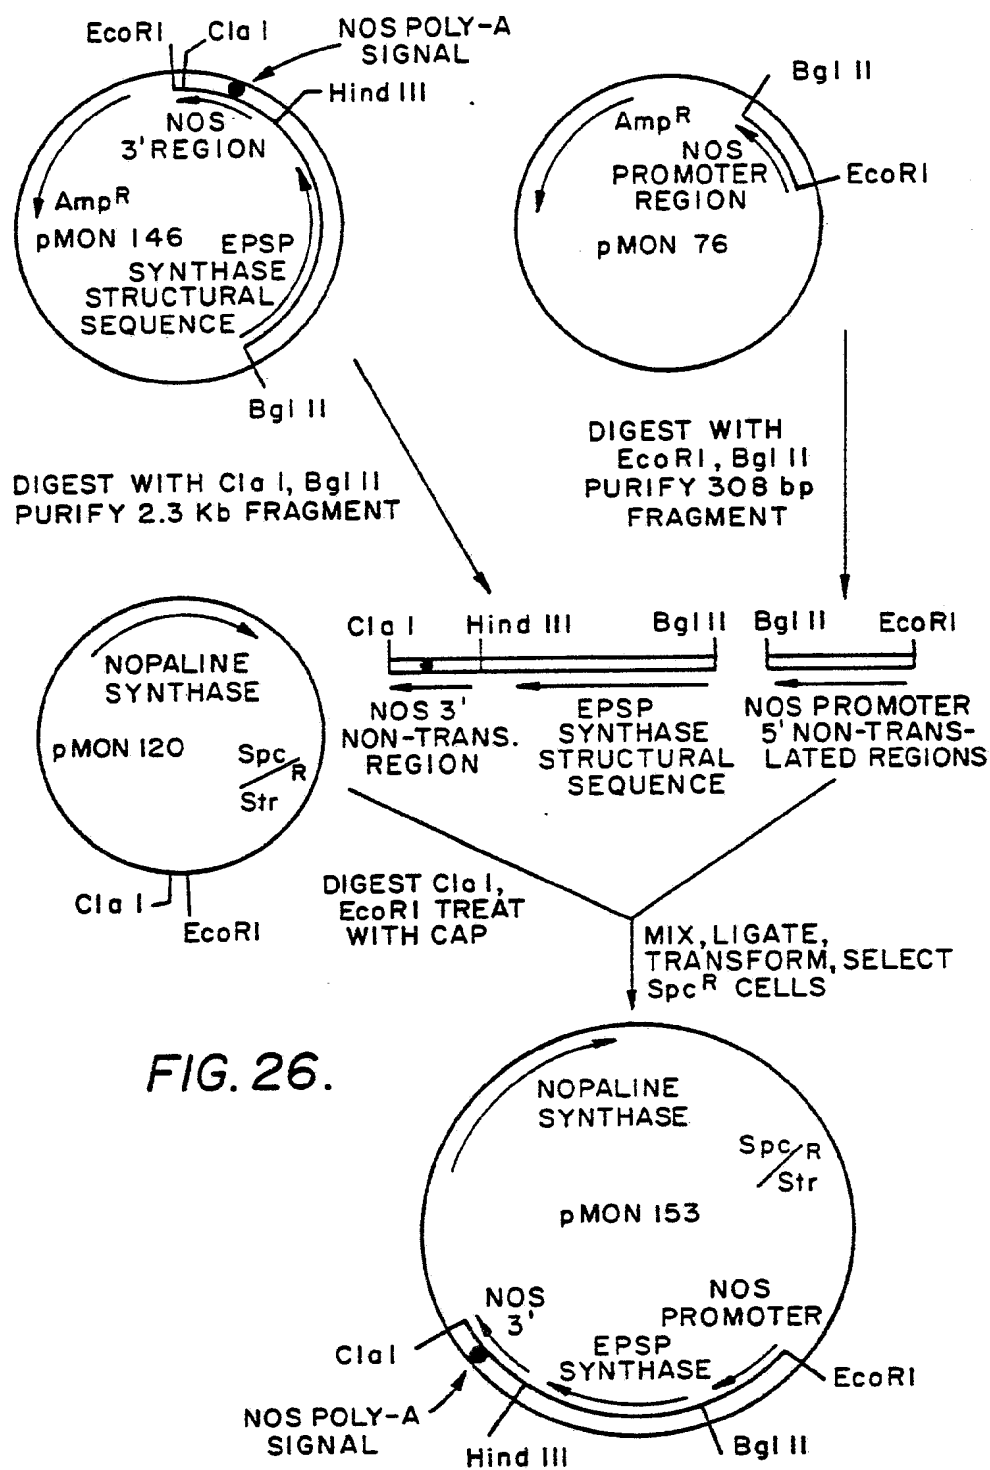 EcoRI
Cla I
NOS POLY-A
SIGNAL
Hind III
NOS
3' REGION
AmpR
pMON 146
EPSP
SYNTHASE
STRUCTURAL
SEQUENCE
Bgl II
Bgl II
AmpR
NOS
PROMOTER
REGION
EcoRI
pMON 76
DIGEST WITH Cla I, Bgl II
PURIFY 2.3 Kb FRAGMENT
DIGEST WITH
EcoRI, Bgl II
PURIFY 308 bp
FRAGMENT
NOPALINE
SYNTHASE
pMON 120
Spc/R
Str
Cla I
EcoRI
Cla I
Hind III
Bgl II
Bgl II
EcoRI
NOS 3'
NON-TRANS.
REGION
EPSP
SYNTHASE
STRUCTURAL
SEQUENCE
NOS PROMOTER
5' NON-TRANS-
LATED REGIONS
DIGEST Cla I,
EcoRI TREAT
WITH CAP
MIX, LIGATE,
TRANSFORM, SELECT
SpcR CELLS
FIG. 26.
NOPALINE
SYNTHASE
Spc/R
Str
pMON 153
NOS
3'
NOS
PROMOTER
EPSP
SYNTHASE
ClaI
EcoRI
NOS POLY-A
SIGNAL
Hind III
Bgl II